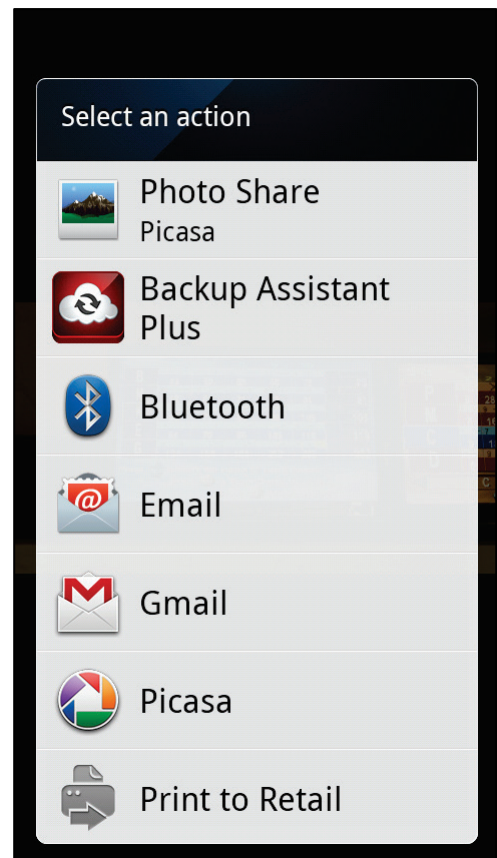 Select an action
Photo Share
Picasa
Backup Assistant
Plus
Bluetooth
Email
Gmail
Picasa
Print to Retail